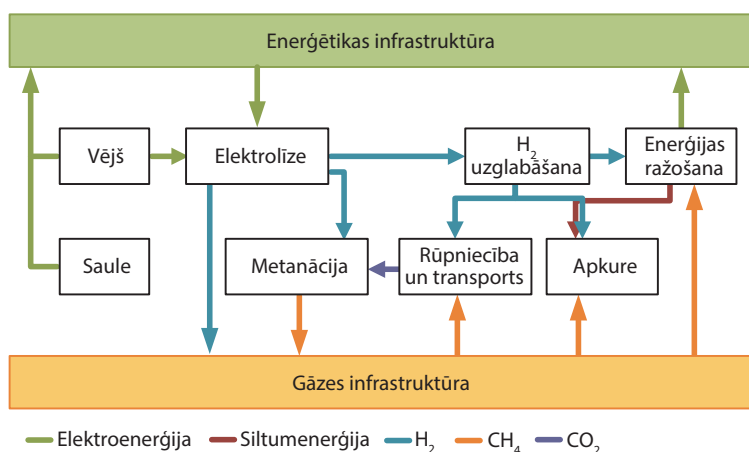 Enerģētikas infrastruktūra
Vējš
Elektrolīze
H₂
uzglabāšana
Enerģijas
ražošana
Saule
Metanācija
Rūpniecība
un transports
Apkure
Gāzes infrastruktūra
Elektroenerģija
Siltumenerģija
H₂
CH₄
CO₂